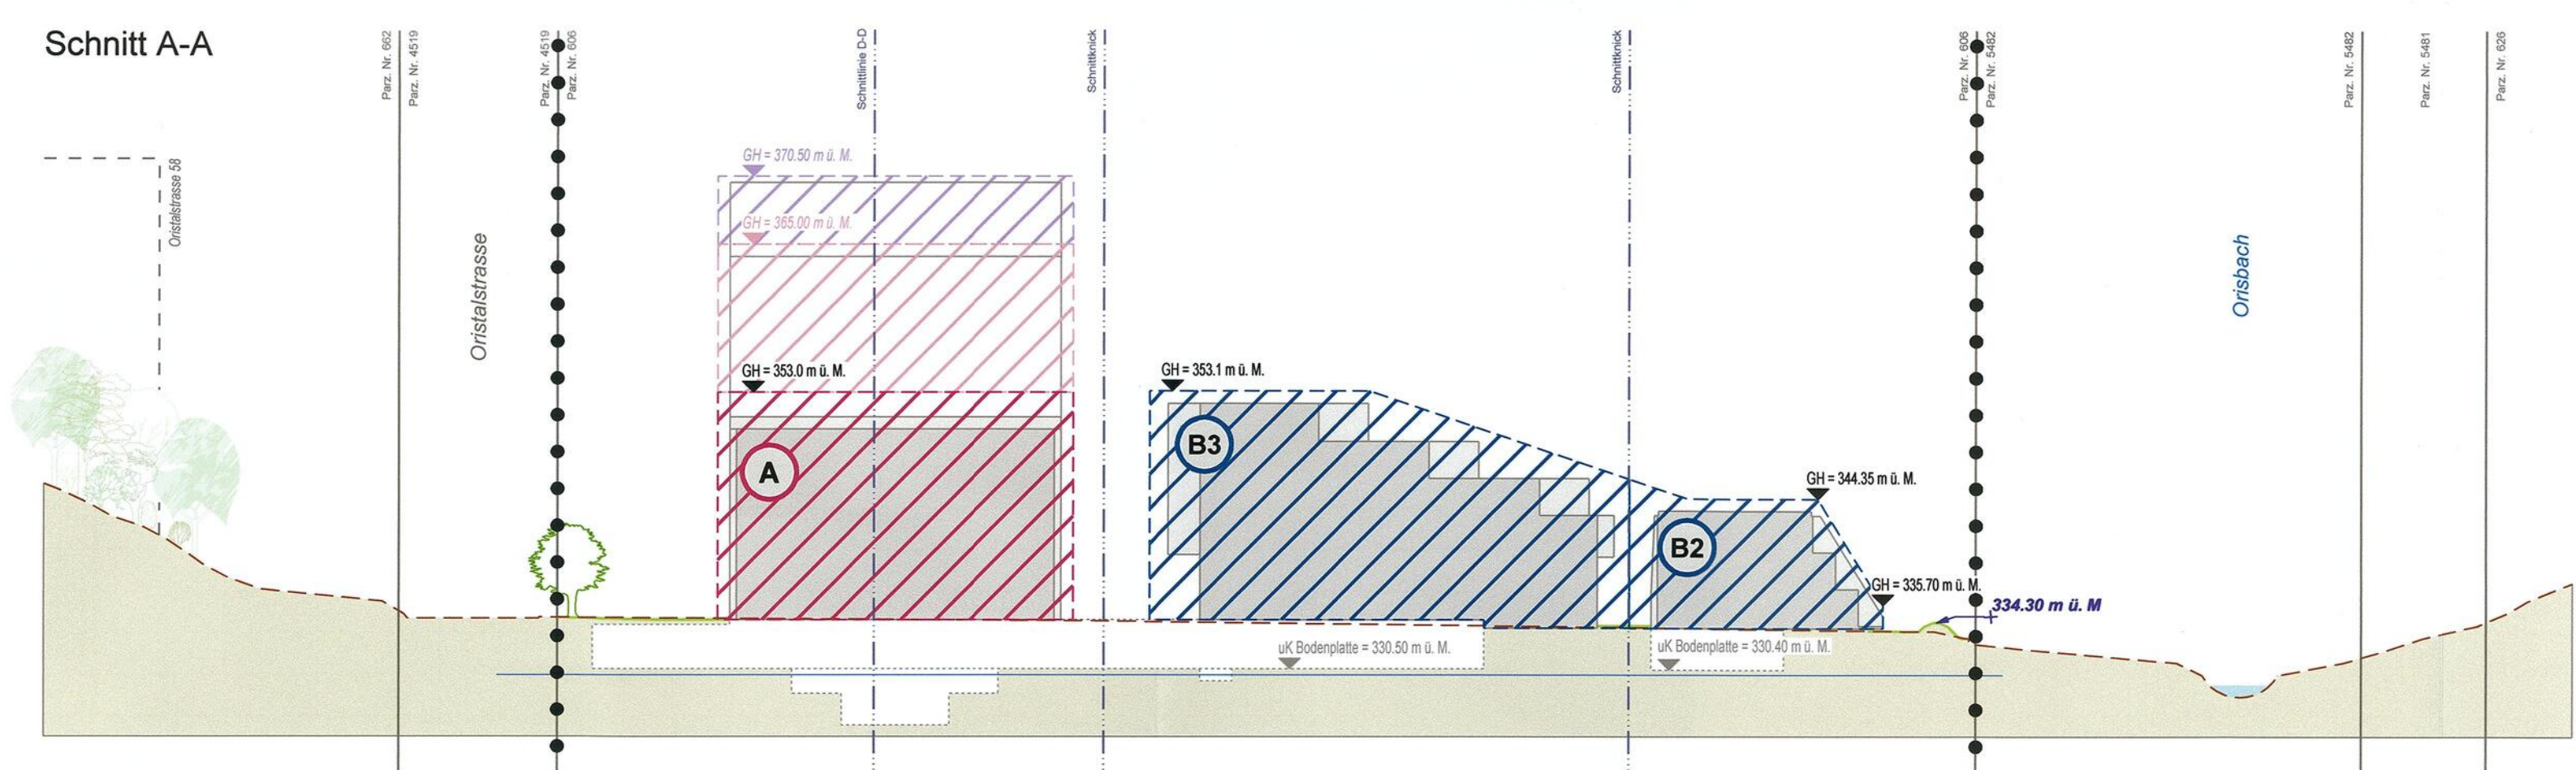 Schnitt A-A
Parz. Nr. 662
Parz. Nr. 4519
Parz. Nr. 4519
Parz. Nr. 606
Schnittlinie D-D
Schnittknick
Schnittknick
Parz. Nr. 606
Parz. Nr. 5482
Parz. Nr. 5482
Parz. Nr. 5481
Parz. Nr. 626
Oristalstrasse 58
Oristalstrasse
GH = 370.50 m ü. M.
GH = 365.00 m ü. M.
GH = 353.0 m ü. M.
GH = 353.1 m ü. M.
Orisbach
A
B3
GH = 344.35 m ü. M.
B2
GH = 335.70 m ü. M.
334.30 m ü. M
uK Bodenplatte = 330.50 m ü. M.
uK Bodenplatte = 330.40 m ü. M.